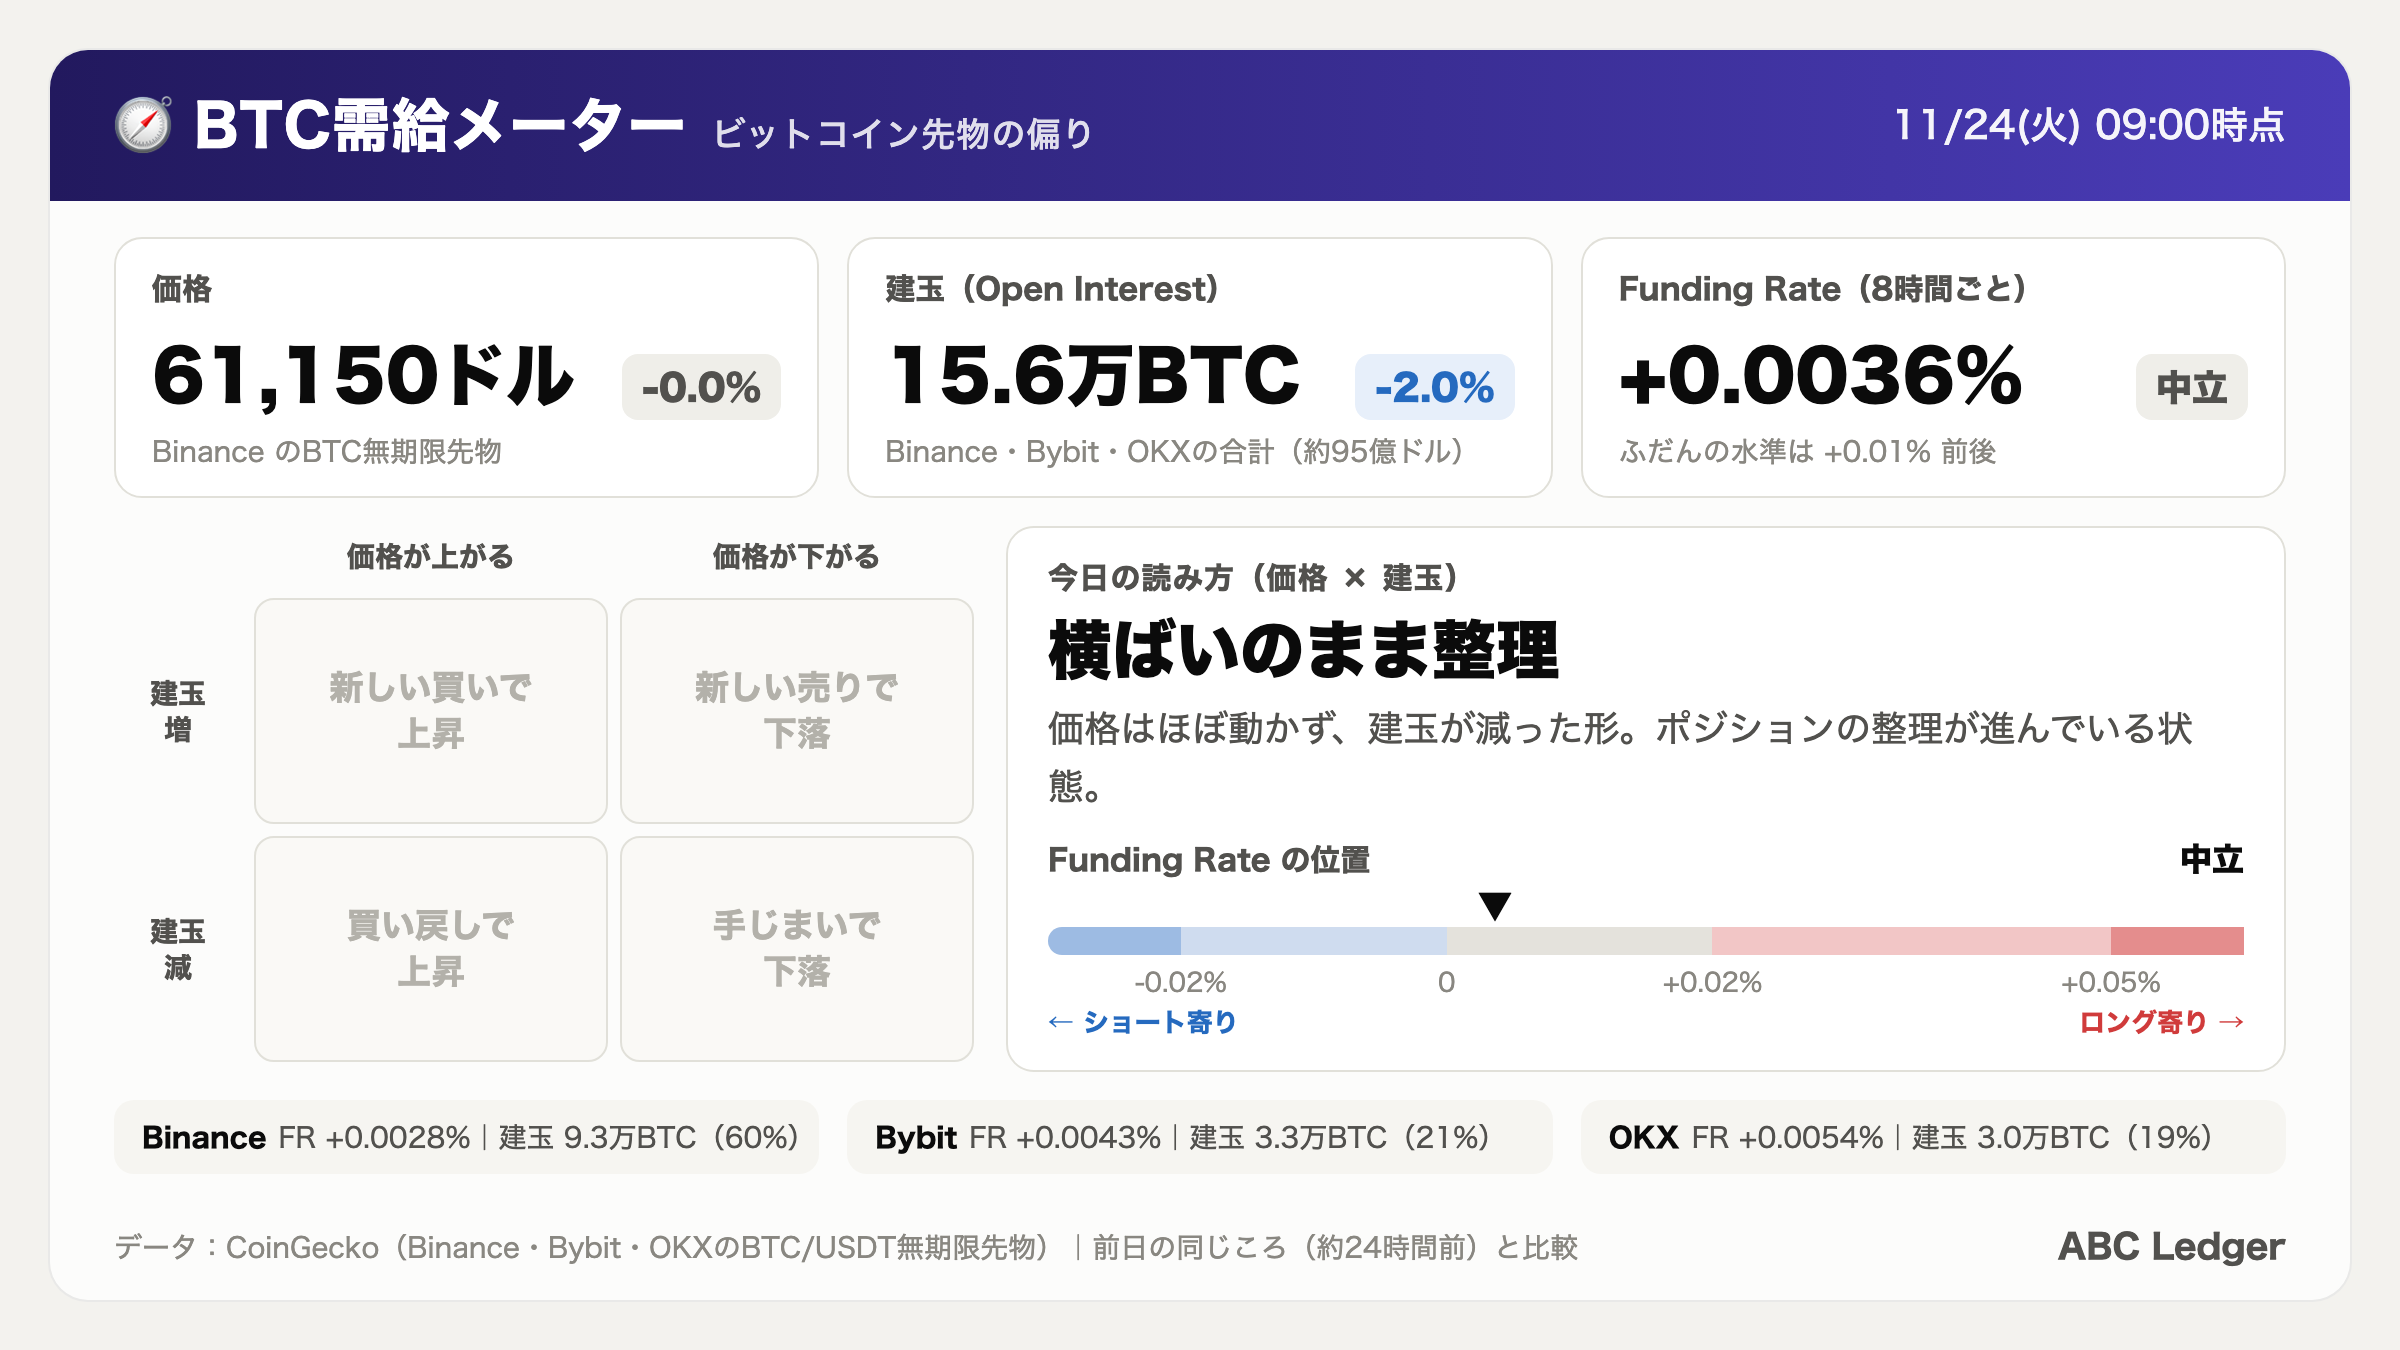 BTC需給メーター ビットコイン先物の偏り
11/24(火) 09:00時点
価格
61,150ドル -0.0%
Binance のBTC無期限先物
建玉（Open Interest）
15.6万BTC -2.0%
Binance・Bybit・OKXの合計（約95億ドル）
Funding Rate（8時間ごと）
+0.0036% 中立
ふだんの水準は +0.01% 前後
価格が上がる 価格が下がる
建玉
増
新しい買いで
上昇
新しい売りで
下落
建玉
減
買い戻しで
上昇
手じまいで
下落
今日の読み方（価格 × 建玉）
横ばいのまま整理
価格はほぼ動かず、建玉が減った形。ポジションの整理が進んでいる状
態。
Funding Rate の位置 中立
▼
-0.02% 0 +0.02% +0.05%
← ショート寄り ロング寄り →
Binance FR +0.0028%｜建玉 9.3万BTC（60%）
Bybit FR +0.0043%｜建玉 3.3万BTC（21%）
OKX FR +0.0054%｜建玉 3.0万BTC（19%）
データ：CoinGecko（Binance・Bybit・OKXのBTC/USDT無期限先物）｜前日の同じころ（約24時間前）と比較
ABC Ledger